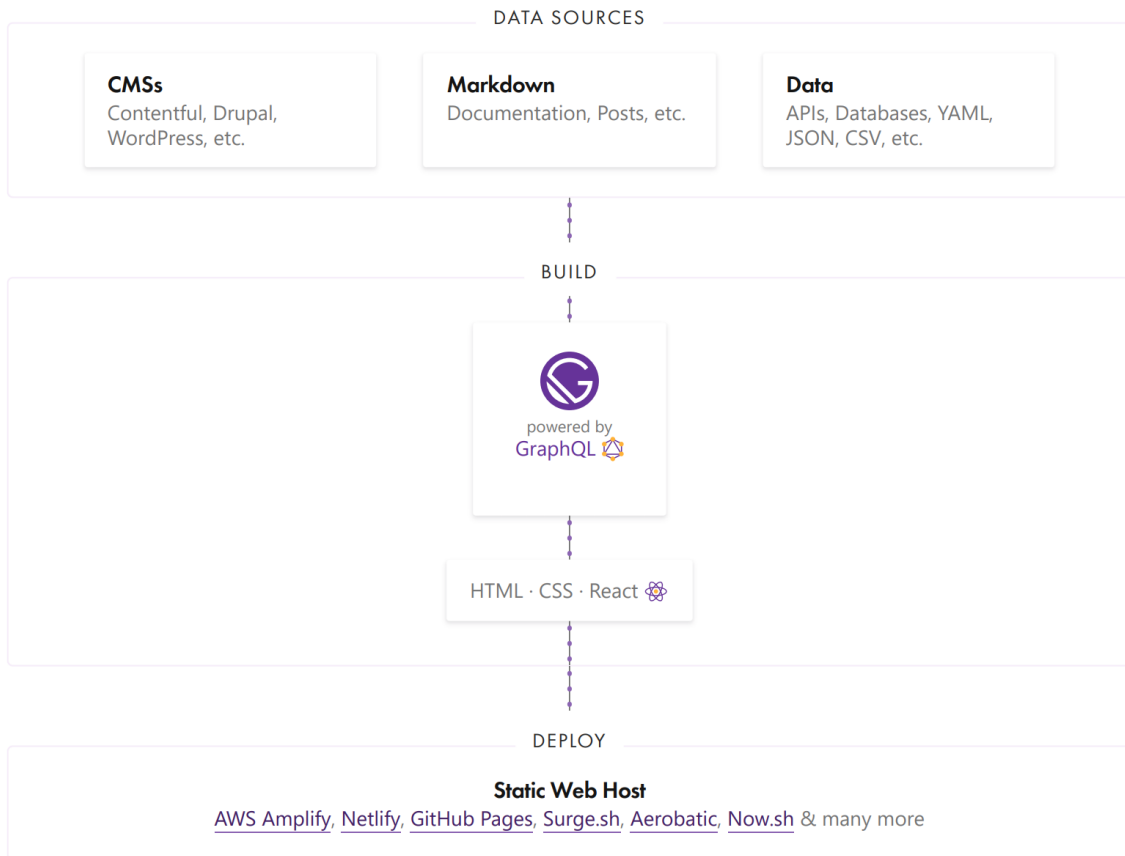 DATA SOURCES
CMSs
Contentful, Drupal,
WordPress, etc.
Markdown
Documentation, Posts, etc.
Data
APIs, Databases, YAML,
JSON, CSV, etc.
BUILD
powered by
GraphQL
HTML · CSS · React
DEPLOY
Static Web Host
AWS Amplify, Netlify, GitHub Pages, Surge.sh, Aerobatic, Now.sh & many more